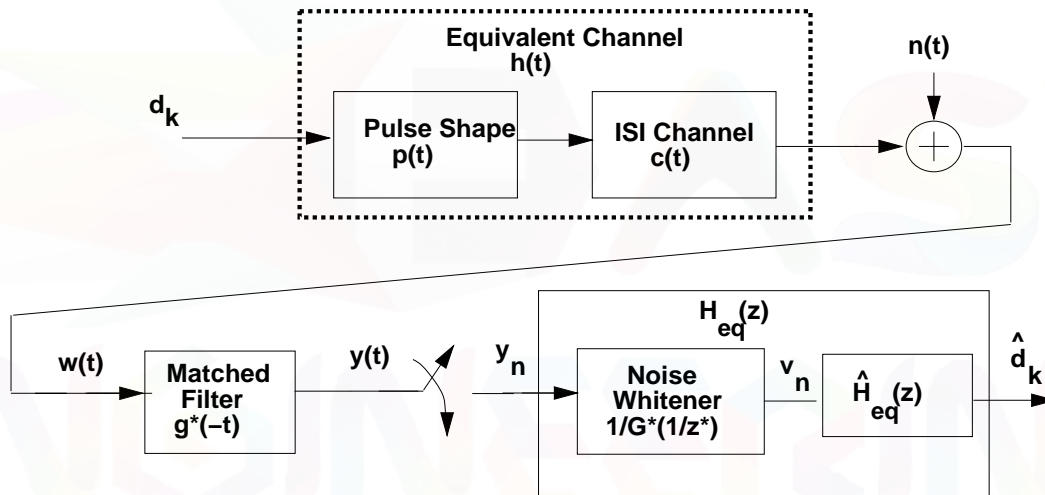 Equivalent Channel
h(t)
n(t)
d_k
Pulse Shape
p(t)
ISI Channel
c(t)
+
H_eq(z)
w(t)
Matched
Filter
g*(–t)
y(t)
y_n
Noise
Whitener
1/G*(1/z*)
v_n
Ĥ_eq(z)
d̂_k